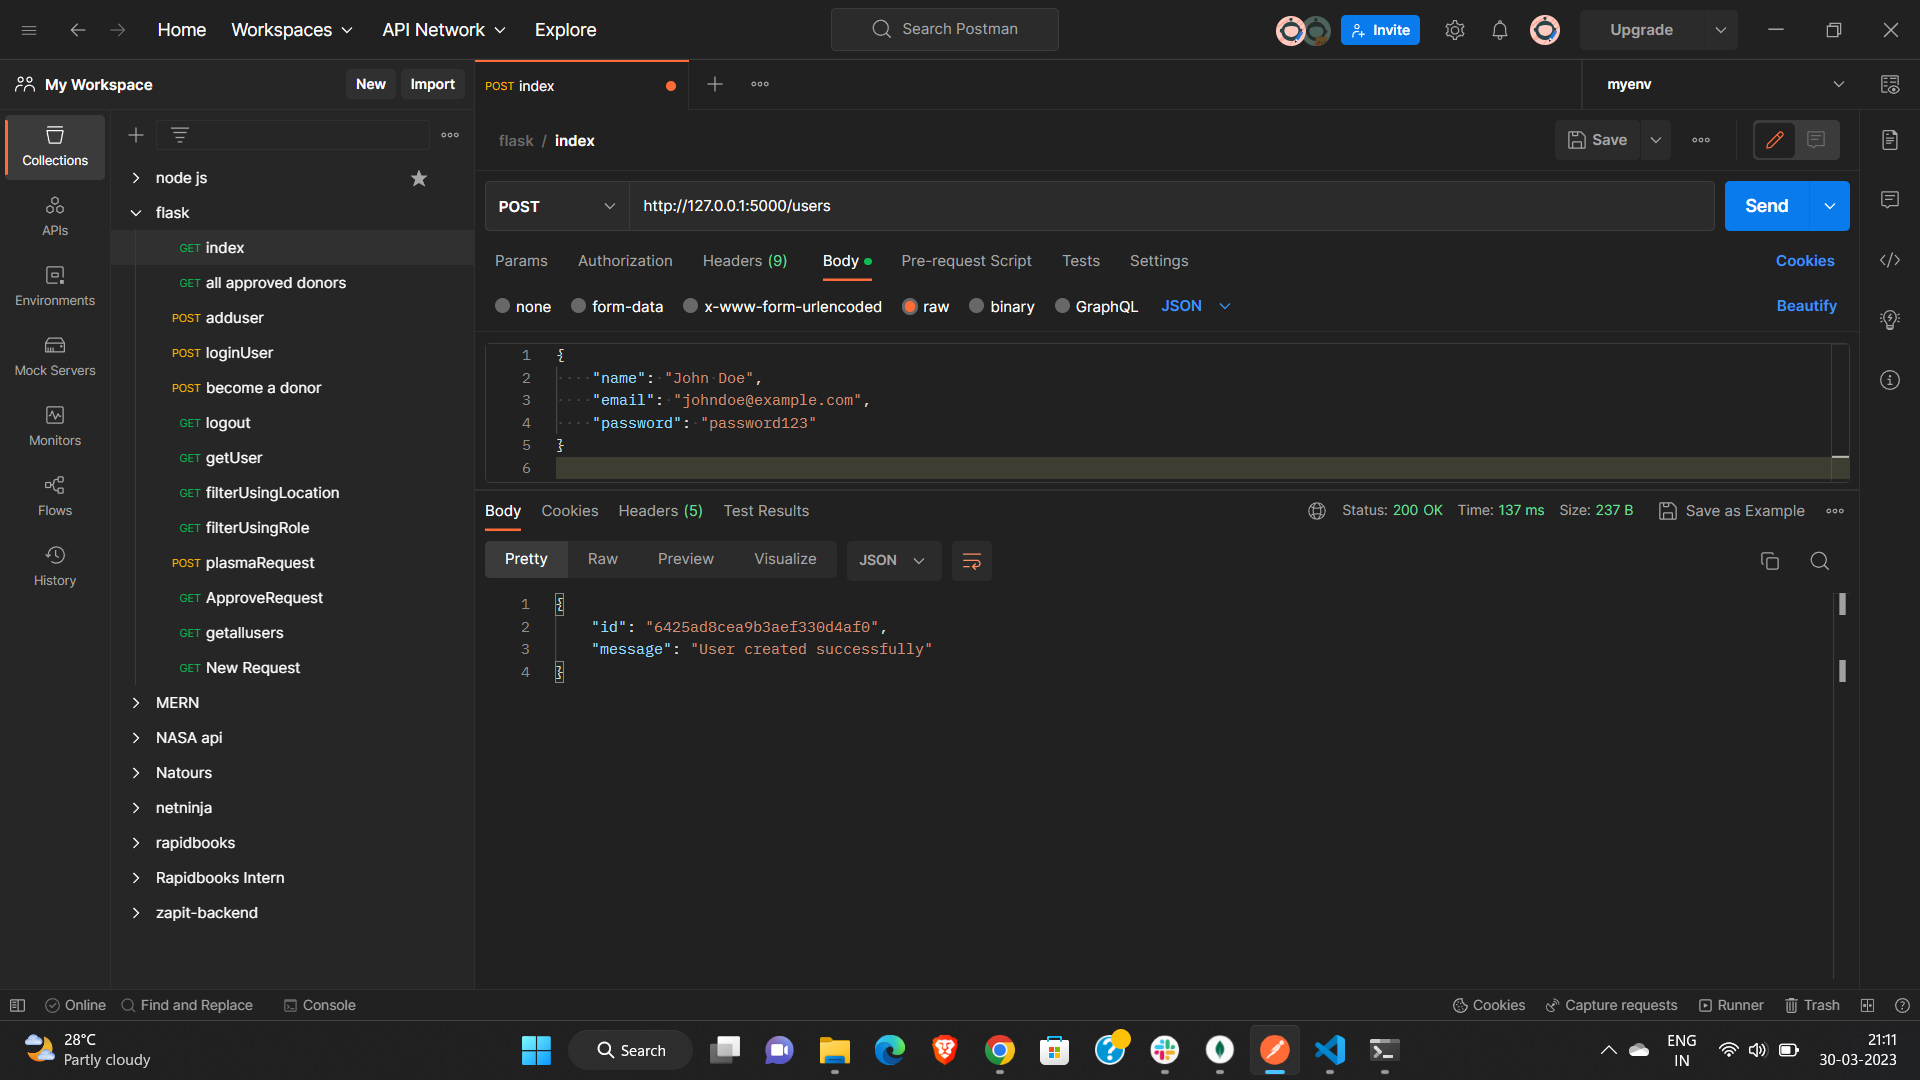 Home Workspaces API Network Explore Search Postman Invite Upgrade
My Workspace New Import POST index myenv
flask / index Save
Collections
APIs
Environments
Mock Servers
Monitors
Flows
History
node js
flask
GET index
GET all approved donors
POST adduser
POST loginUser
POST become a donor
GET logout
GET getUser
GET filterUsingLocation
GET filterUsingRole
POST plasmaRequest
GET ApproveRequest
GET getallusers
GET New Request
MERN
NASA api
Natours
netninja
rapidbooks
Rapidbooks Intern
zapit-backend
POST http://127.0.0.1:5000/users Send
Params Authorization Headers (9) Body Pre-request Script Tests Settings Cookies
none form-data x-www-form-urlencoded raw binary GraphQL JSON Beautify
1 {
2 "name": "John Doe",
3 "email": "johndoe@example.com",
4 "password": "password123"
5 }
6
Body Cookies Headers (5) Test Results Status: 200 OK Time: 137 ms Size: 237 B Save as Example
Pretty Raw Preview Visualize JSON
1 {
2 "id": "6425ad8cea9b3aef330d4af0",
3 "message": "User created successfully"
4 }
Online Find and Replace Console Cookies Capture requests Runner Trash
28°C
Partly cloudy
Search
ENG
IN
21:11
30-03-2023